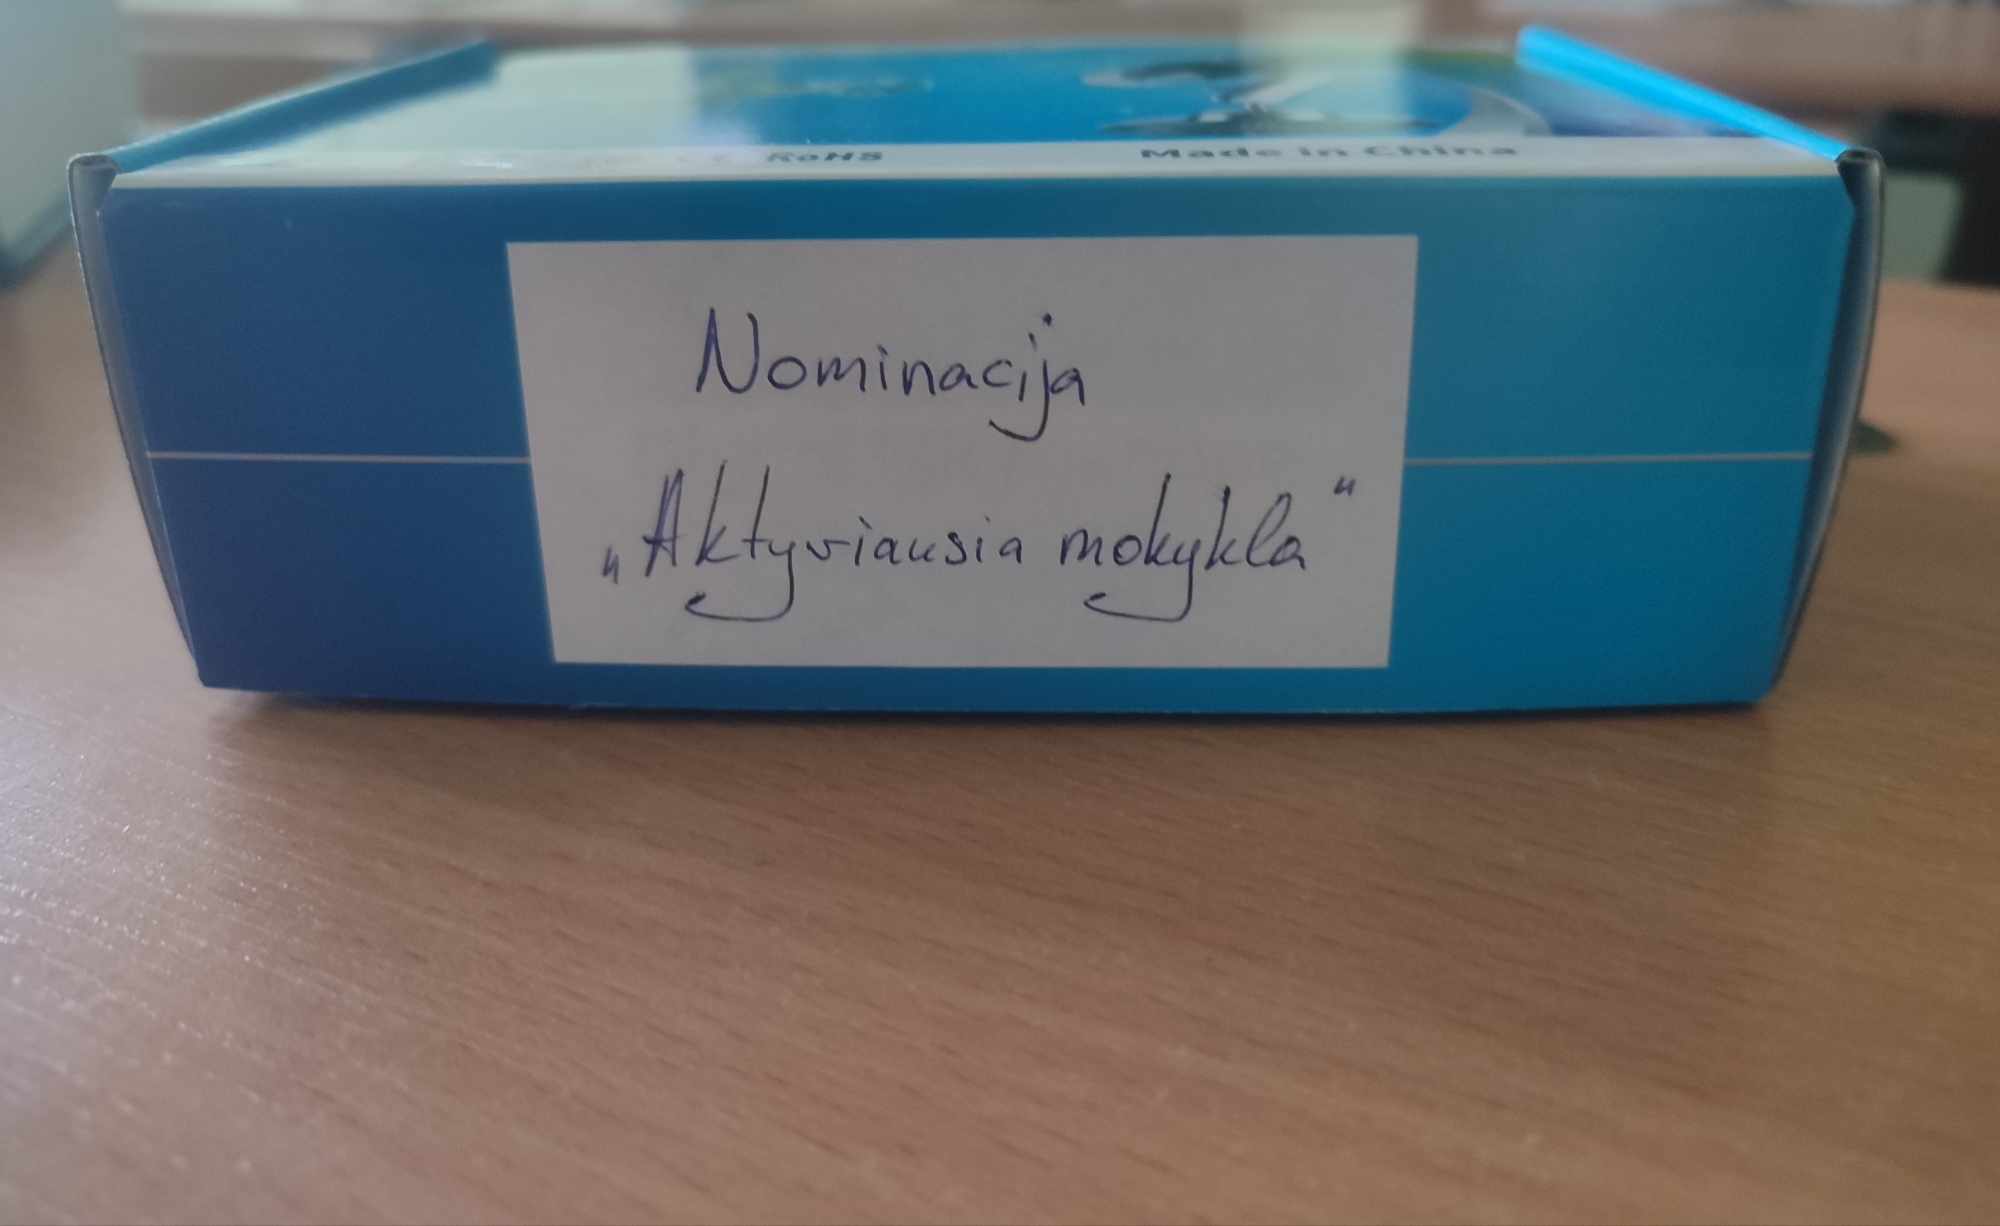 RoHS Made in China
Nominacija
„Aktyviausia mokykla“